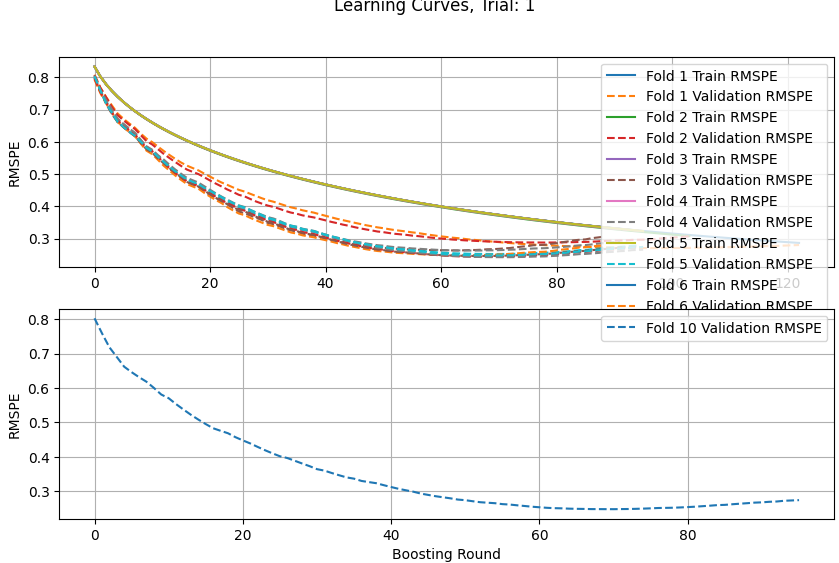 Learning Curves, Trial: 1
0.8
0.7
0.6
0.5
0.4
0.3
RMSPE
0
20
40
60
80
100
120
Fold 1 Train RMSPE
Fold 1 Validation RMSPE
Fold 2 Train RMSPE
Fold 2 Validation RMSPE
Fold 3 Train RMSPE
Fold 3 Validation RMSPE
Fold 4 Train RMSPE
Fold 4 Validation RMSPE
Fold 5 Train RMSPE
Fold 5 Validation RMSPE
Fold 6 Train RMSPE
Fold 6 Validation RMSPE
Fold 10 Validation RMSPE
0.8
0.7
0.6
0.5
0.4
0.3
RMSPE
0
20
40
60
80
Boosting Round